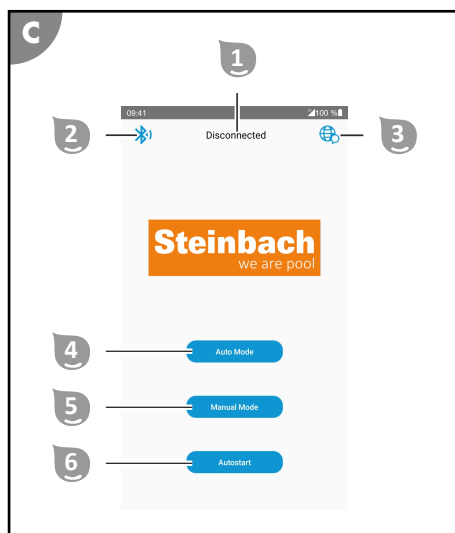 C
1
2
3
09:41 100 %
Disconnected
Steinbach
we are pool
4
Auto Mode
5
Manual Mode
6
Autostart